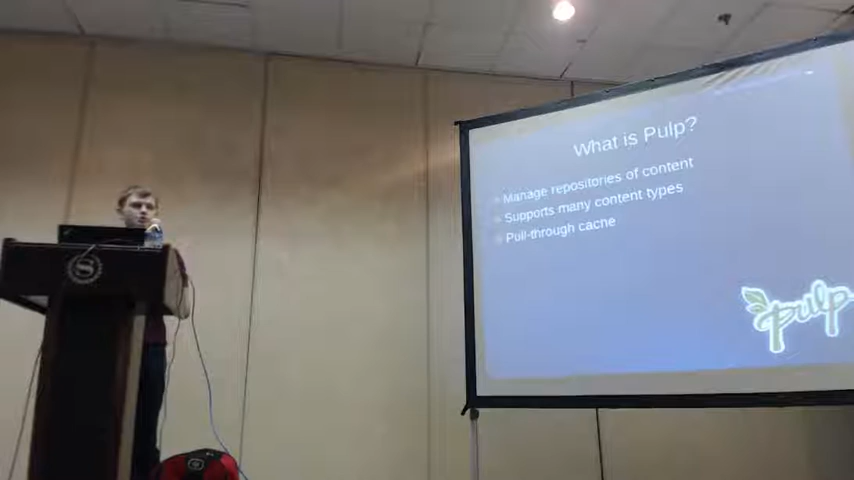 What is Pulp?
Manage repositories of content
Supports many content types
Pull-through cache
pulp